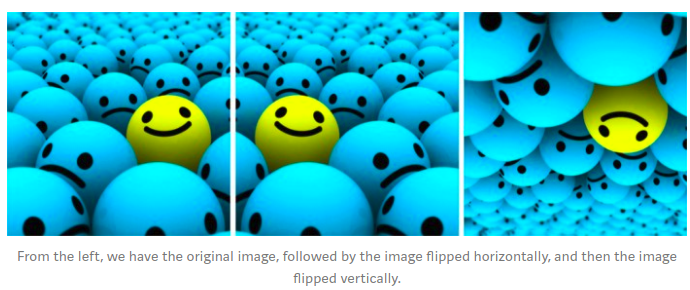 From the left, we have the original image, followed by the image flipped horizontally, and then the image
flipped vertically.